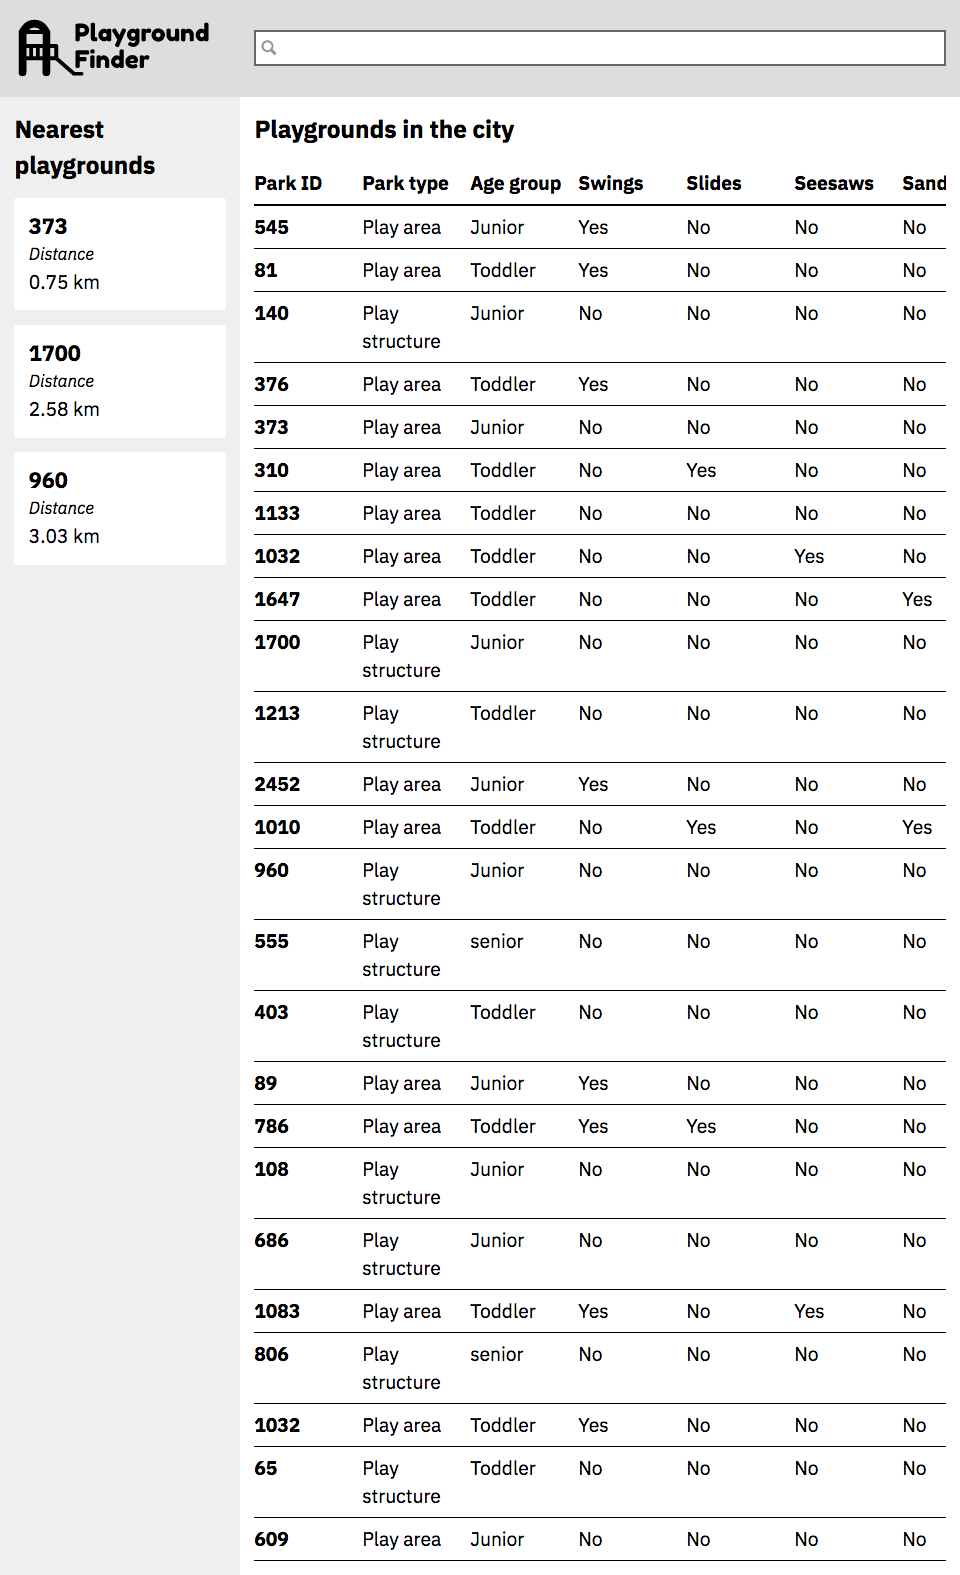 Playground
Finder
Nearest
playgrounds
373
Distance
0.75 km
1700
Distance
2.58 km
960
Distance
3.03 km
Playgrounds in the city
Park ID Park type Age group Swings Slides Seesaws Sand
545 Play area Junior Yes No No No
81 Play area Toddler Yes No No No
140 Play structure Junior No No No No
376 Play area Toddler Yes No No No
373 Play area Junior No No No No
310 Play area Toddler No Yes No No
1133 Play area Toddler No No No No
1032 Play area Toddler No No Yes No
1647 Play area Toddler No No No Yes
1700 Play structure Junior No No No No
1213 Play structure Toddler No No No No
2452 Play area Junior Yes No No No
1010 Play area Toddler No Yes No Yes
960 Play structure Junior No No No No
555 Play structure senior No No No No
403 Play structure Toddler No No No No
89 Play area Junior Yes No No No
786 Play area Toddler Yes Yes No No
108 Play structure Junior No No No No
686 Play structure Junior No No No No
1083 Play area Toddler Yes No Yes No
806 Play structure senior No No No No
1032 Play area Toddler Yes No No No
65 Play structure Toddler No No No No
609 Play area Junior No No No No